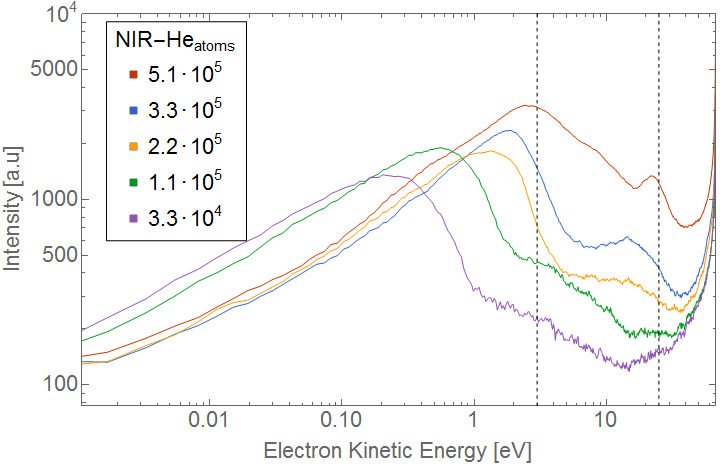 10⁴
5000
1000
500
100
Intensity [a.u]
NIR−He_atoms
5.1·10⁵
3.3·10⁵
2.2·10⁵
1.1·10⁵
3.3·10⁴
0.01 0.10 1 10
Electron Kinetic Energy [eV]